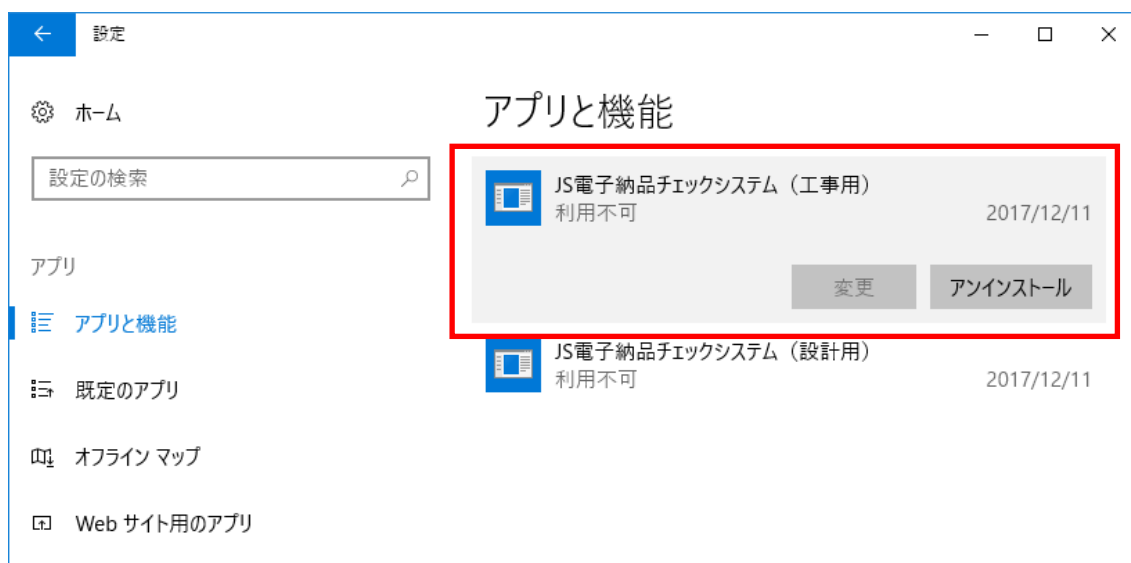 設定
ホーム
設定の検索
アプリ
アプリと機能
既定のアプリ
オフライン マップ
Web サイト用のアプリ
アプリと機能
JS電子納品チェックシステム（工事用）
利用不可 2017/12/11
変更 アンインストール
JS電子納品チェックシステム（設計用）
利用不可 2017/12/11